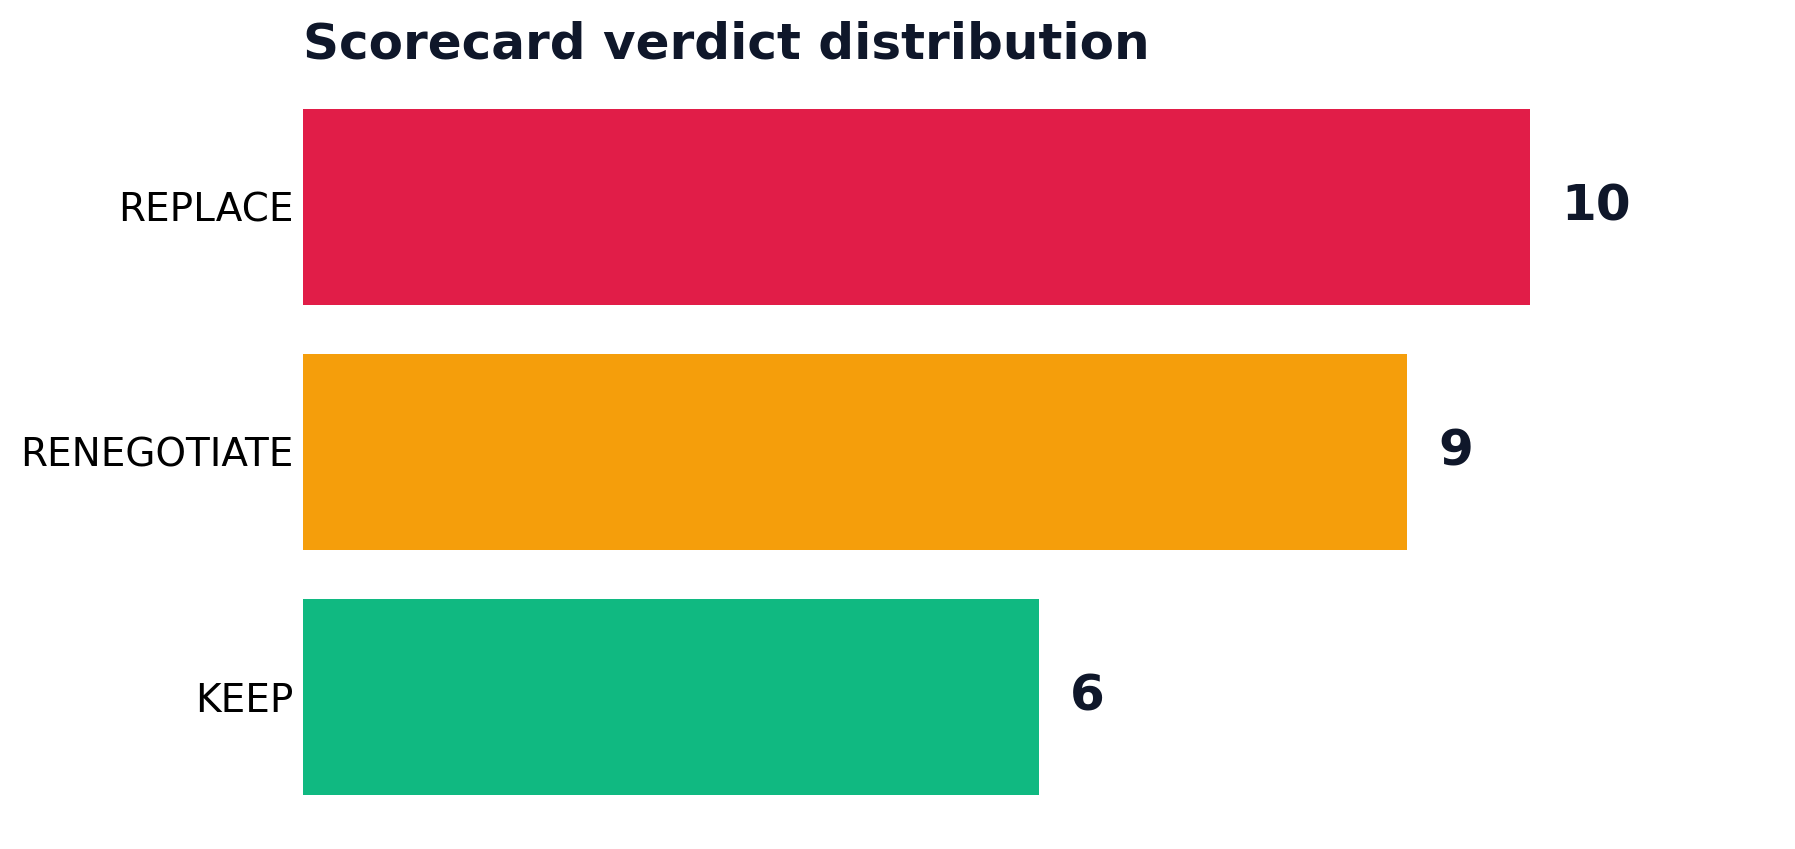 Scorecard verdict distribution
REPLACE 10
RENEGOTIATE 9
KEEP 6